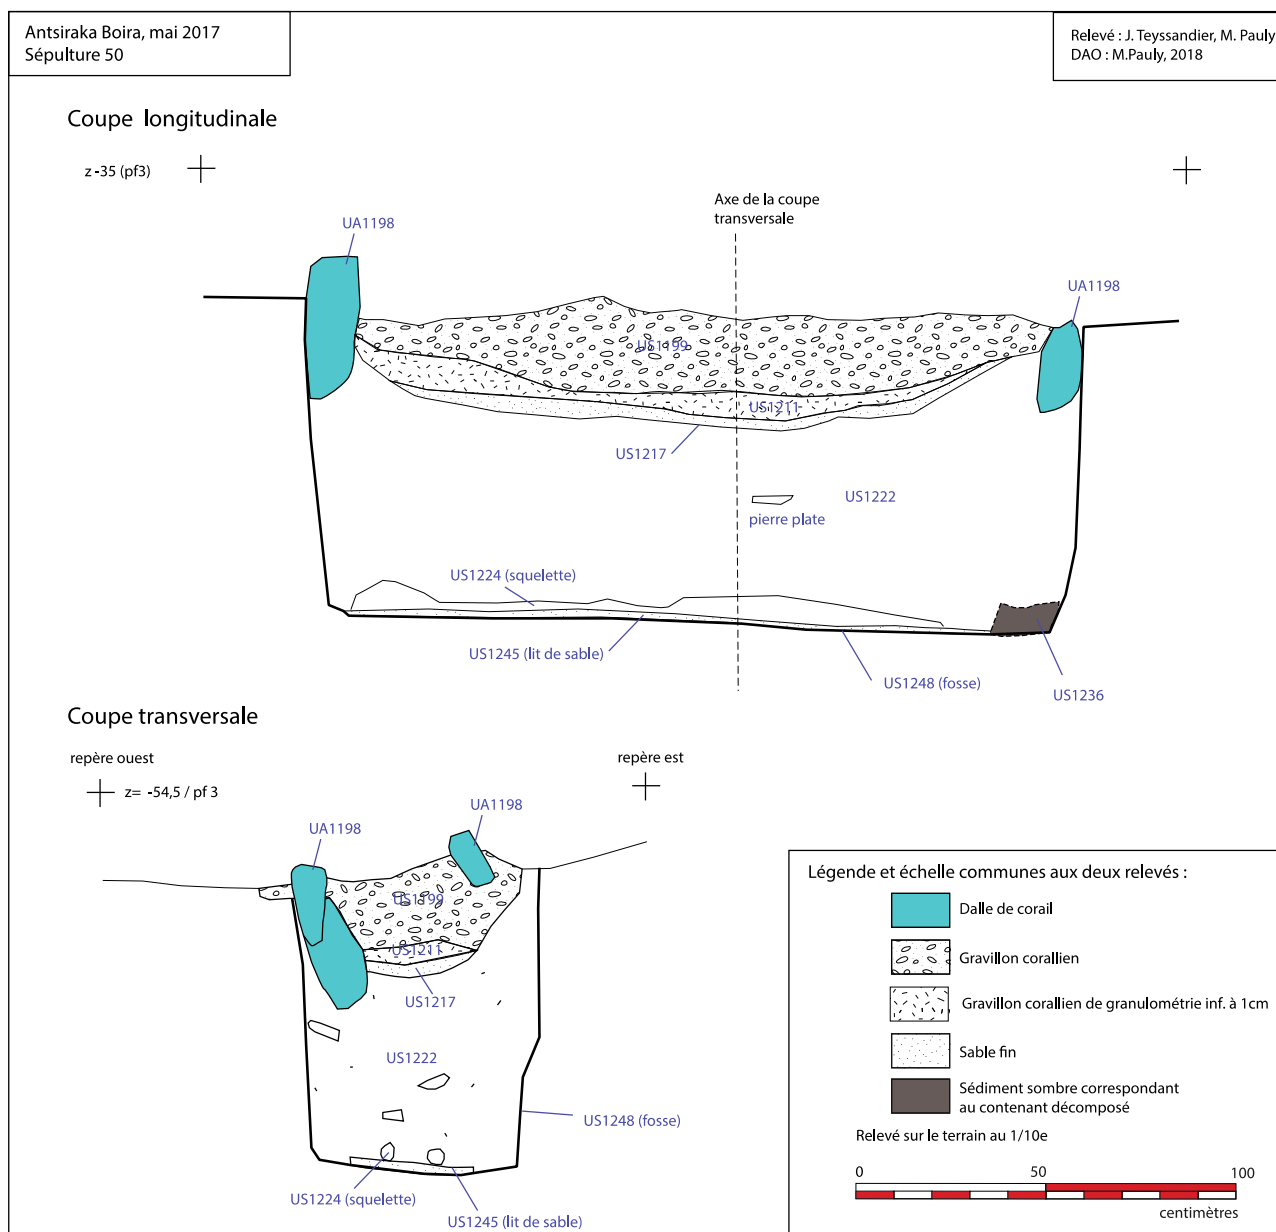 Antsiraka Boira, mai 2017
Sépulture 50
Relevé : J. Teyssandier, M. Pauly
DAO : M.Pauly, 2018
Coupe longitudinale
z -35 (pf3)
Axe de la coupe
transversale
UA1198
UA1198
US1199
US1211
US1217
US1222
pierre plate
US1224 (squelette)
US1245 (lit de sable)
US1248 (fosse)
US1236
Coupe transversale
repère ouest
repère est
z= -54,5 / pf 3
UA1198
UA1198
US1199
US1211
US1217
US1222
US1248 (fosse)
US1224 (squelette)
US1245 (lit de sable)
Légende et échelle communes aux deux relevés :
Dalle de corail
Gravillon corallien
Gravillon corallien de granulométrie inf. à 1cm
Sable fin
Sédiment sombre correspondant
au contenant décomposé
Relevé sur le terrain au 1/10e
0 50 100
centimètres